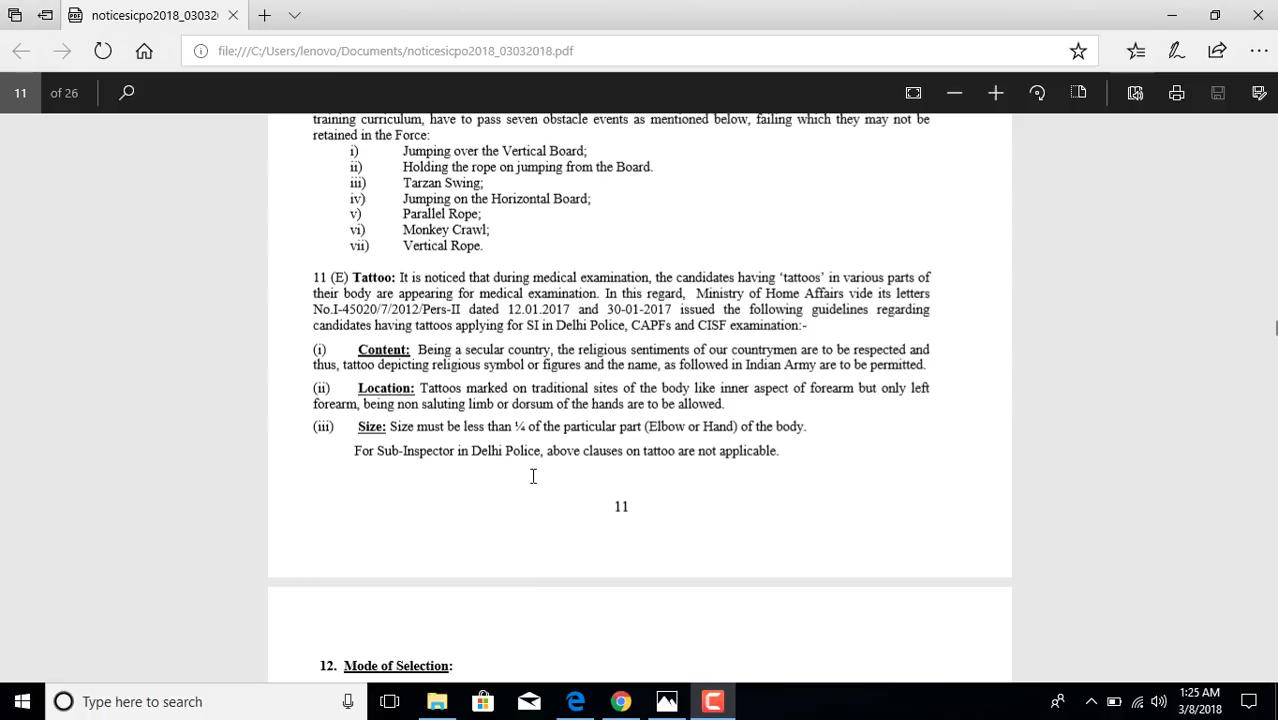 noticesicpo2018_0303201
file:///C:/Users/lenovo/Documents/noticesicpo2018_03032018.pdf
11 of 26
training curriculum, have to pass seven obstacle events as mentioned below, failing which they may not be
retained in the Force:
i) Jumping over the Vertical Board;
ii) Holding the rope on jumping from the Board.
iii) Tarzan Swing;
iv) Jumping on the Horizontal Board;
v) Parallel Rope;
vi) Monkey Crawl;
vii) Vertical Rope.
11 (E) Tattoo: It is noticed that during medical examination, the candidates having ‘tattoos’ in various parts of
their body are appearing for medical examination. In this regard, Ministry of Home Affairs vide its letters
No.I-45020/7/2012/Pers-II dated 12.01.2017 and 30-01-2017 issued the following guidelines regarding
candidates having tattoos applying for SI in Delhi Police, CAPFs and CISF examination:-
(i) Content: Being a secular country, the religious sentiments of our countrymen are to be respected and
thus, tattoo depicting religious symbol or figures and the name, as followed in Indian Army are to be permitted.
(ii) Location: Tattoos marked on traditional sites of the body like inner aspect of forearm but only left
forearm, being non saluting limb or dorsum of the hands are to be allowed.
(iii) Size: Size must be less than ¼ of the particular part (Elbow or Hand) of the body.
For Sub-Inspector in Delhi Police, above clauses on tattoo are not applicable.
11
12. Mode of Selection:
Type here to search
1:25 AM
3/8/2018